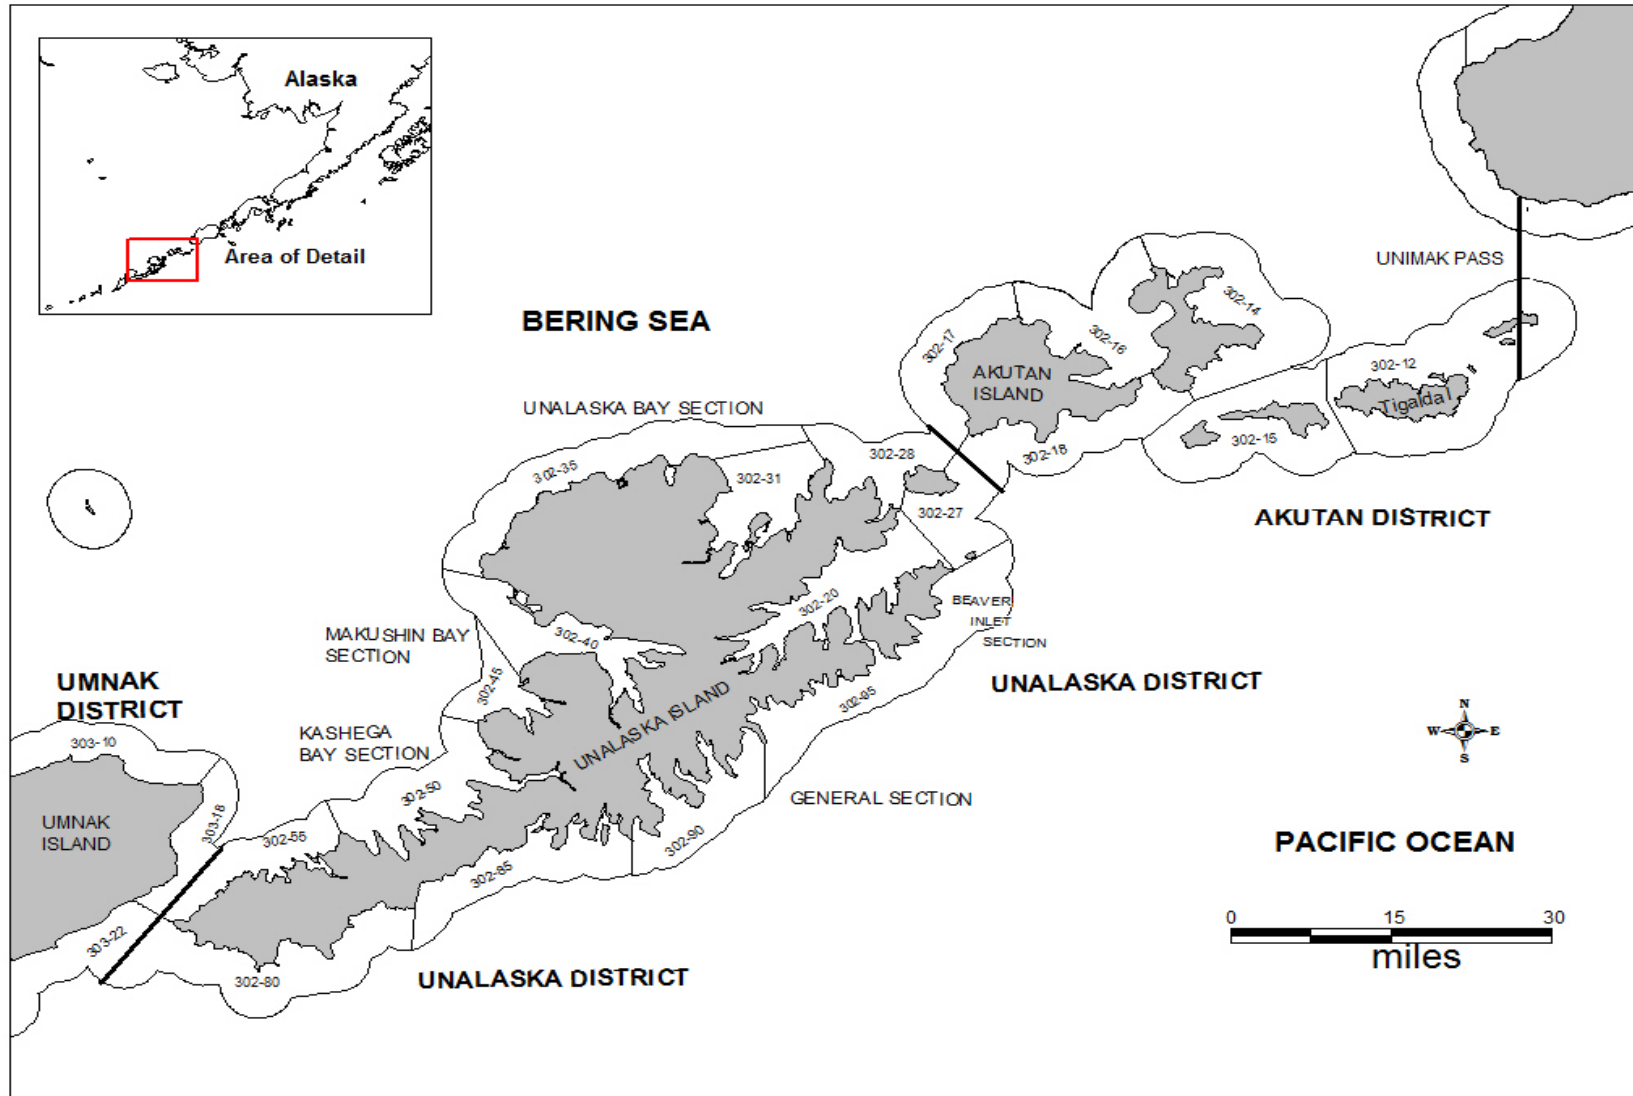 Alaska
Area of Detail
BERING SEA
UNIMAK PASS
302-17
302-16
302-14
302-12
AKUTAN
ISLAND
Tigalda I
302-15
302-18
UNALASKA BAY SECTION
302-35
302-31
302-28
302-27
AKUTAN DISTRICT
302-20
BEAVER
INLET
SECTION
302-40
MAKUSHIN BAY
SECTION
302-45
UNALASKA ISLAND
302-95
UNALASKA DISTRICT
UMNAK
DISTRICT
303-10
KASHEGA
BAY SECTION
302-50
GENERAL SECTION
N
W E
S
UMNAK
ISLAND
303-18
302-55
302-90
302-85
PACIFIC OCEAN
303-22
302-80
UNALASKA DISTRICT
0 15 30
miles